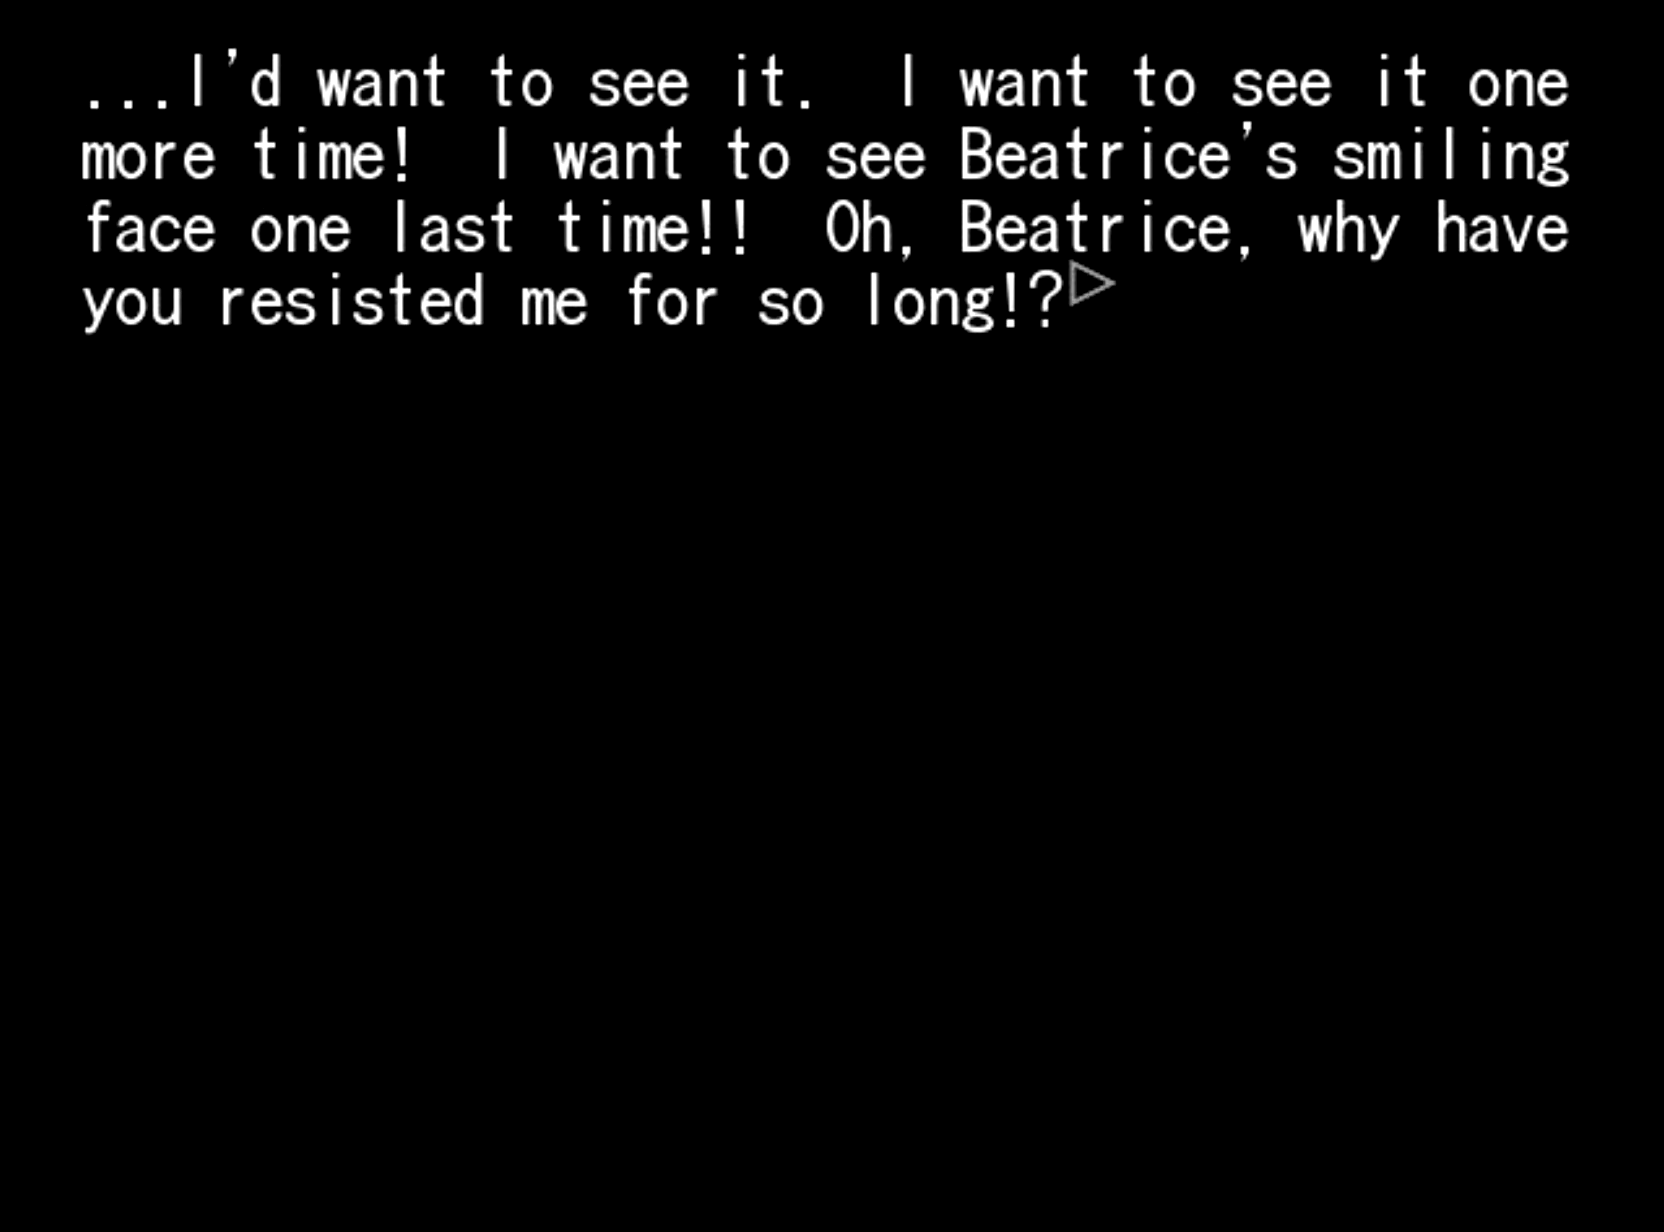 ...I'd want to see it.  I want to see it one
more time!  I want to see Beatrice's smiling
face one last time!!  Oh, Beatrice, why have
you resisted me for so long!?